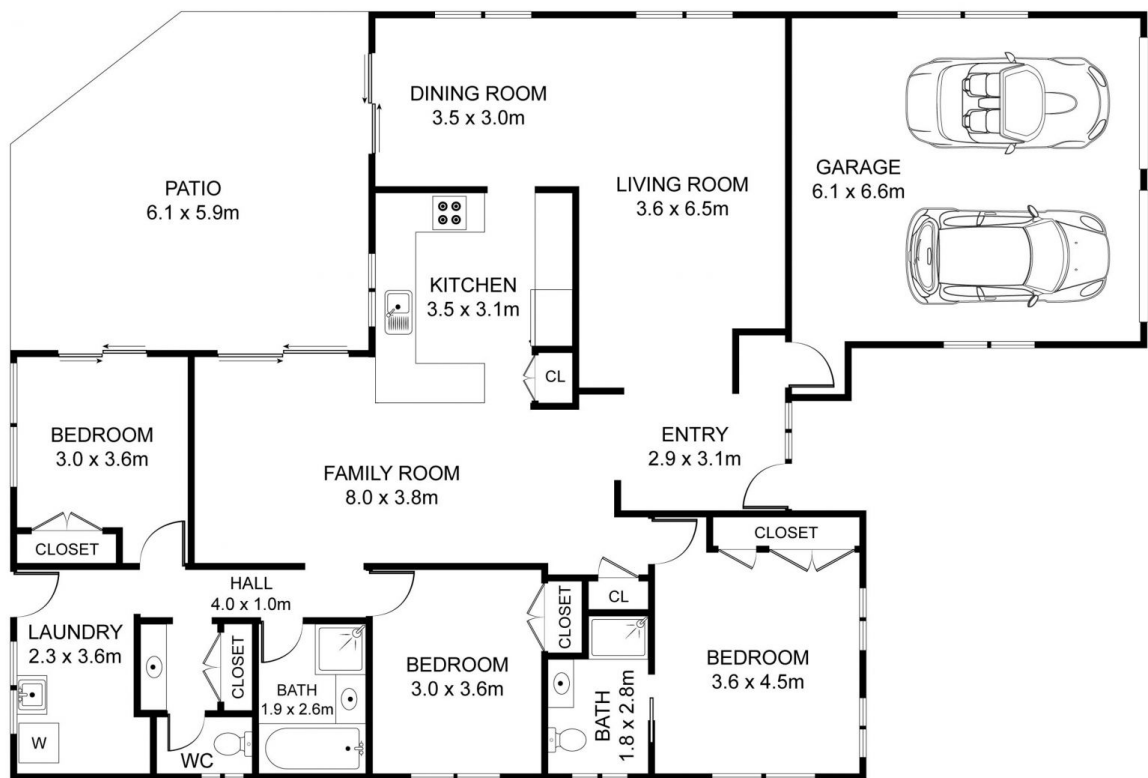 DINING ROOM
3.5 x 3.0m
PATIO
6.1 x 5.9m
LIVING ROOM
3.6 x 6.5m
GARAGE
6.1 x 6.6m
KITCHEN
3.5 x 3.1m
CL
BEDROOM
3.0 x 3.6m
CLOSET
FAMILY ROOM
8.0 x 3.8m
ENTRY
2.9 x 3.1m
CLOSET
HALL
4.0 x 1.0m
CL
LAUNDRY
2.3 x 3.6m
W
CLOSET
WC
BATH
1.9 x 2.6m
BEDROOM
3.0 x 3.6m
CLOSET
BATH
1.8 x 2.8m
BEDROOM
3.6 x 4.5m